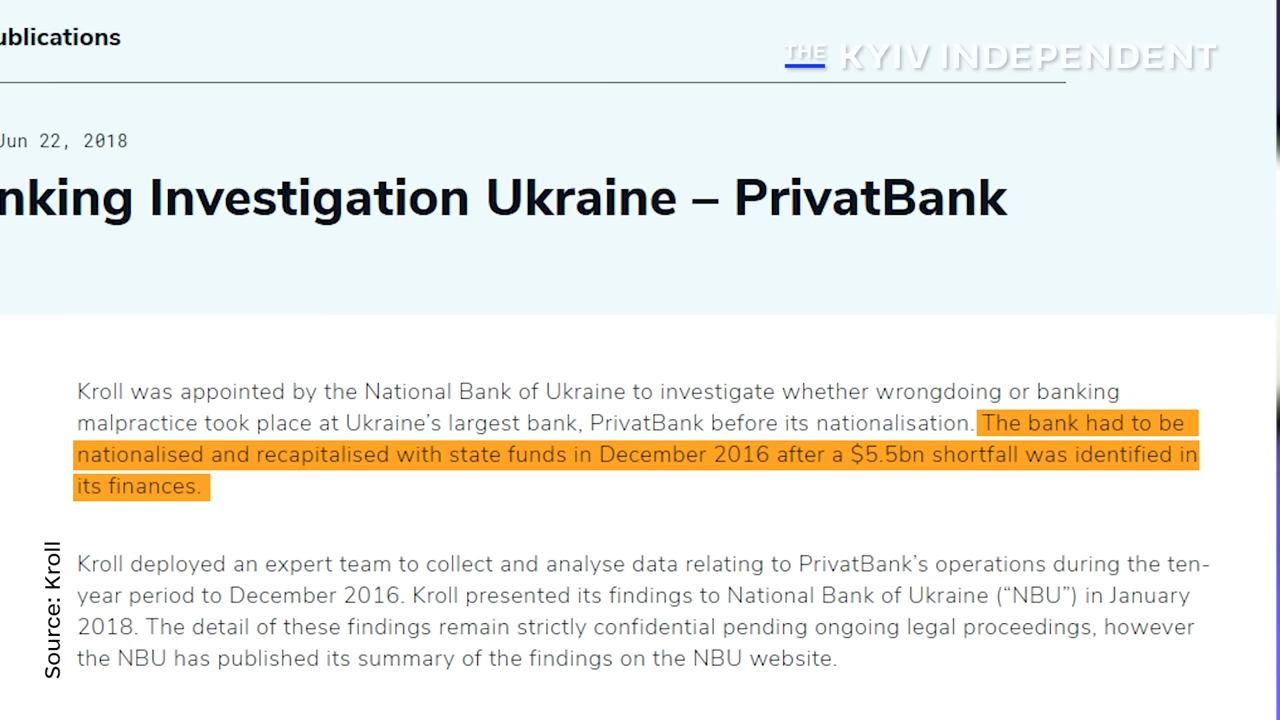 ublications
THE KYIV INDEPENDENT
Jun 22, 2018
nking Investigation Ukraine – PrivatBank
Kroll was appointed by the National Bank of Ukraine to investigate whether wrongdoing or banking
malpractice took place at Ukraine’s largest bank, PrivatBank before its nationalisation. The bank had to be
nationalised and recapitalised with state funds in December 2016 after a $5.5bn shortfall was identified in
its finances.
Kroll deployed an expert team to collect and analyse data relating to PrivatBank’s operations during the ten-
year period to December 2016. Kroll presented its findings to National Bank of Ukraine (“NBU”) in January
2018. The detail of these findings remain strictly confidential pending ongoing legal proceedings, however
the NBU has published its summary of the findings on the NBU website.
Source: Kroll